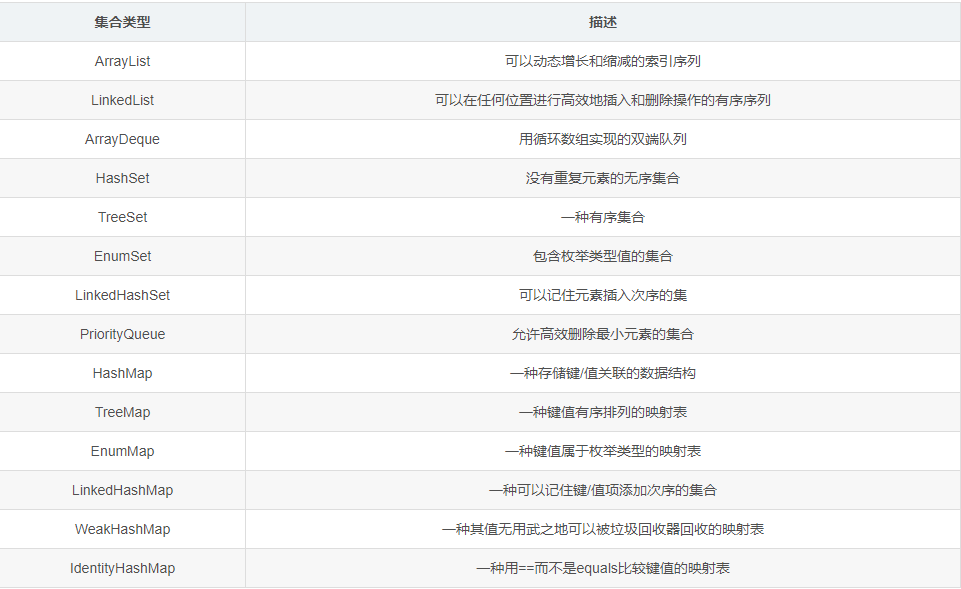 集合类型 描述
ArrayList 可以动态增长和缩减的索引序列
LinkedList 可以在任何位置进行高效地插入和删除操作的有序序列
ArrayDeque 用循环数组实现的双端队列
HashSet 没有重复元素的无序集合
TreeSet 一种有序集合
EnumSet 包含枚举类型值的集合
LinkedHashSet 可以记住元素插入次序的集
PriorityQueue 允许高效删除最小元素的集合
HashMap 一种存储键/值关联的数据结构
TreeMap 一种键值有序排列的映射表
EnumMap 一种键值属于枚举类型的映射表
LinkedHashMap 一种可以记住键/值项添加次序的集合
WeakHashMap 一种其值无用武之地可以被垃圾回收器回收的映射表
IdentityHashMap 一种用==而不是equals比较键值的映射表